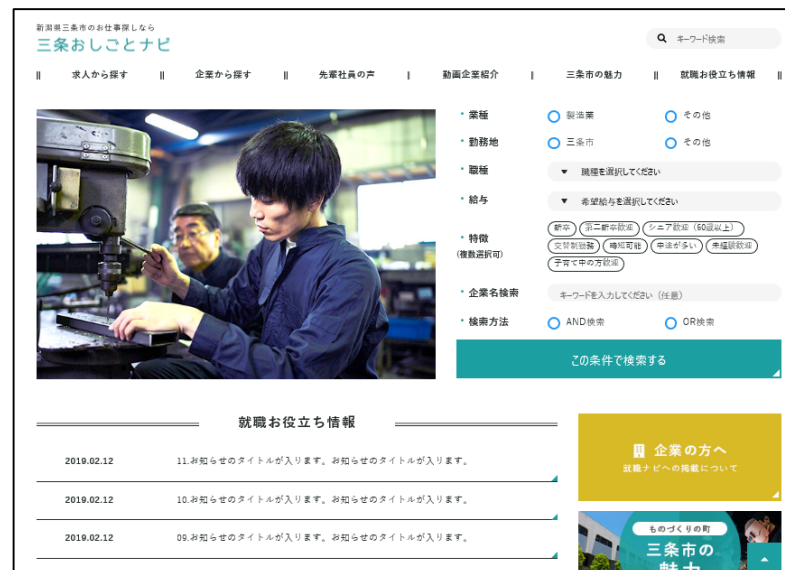 新潟県三条市のお仕事探しなら
三条おしごとナビ
キーワード検索
求人から探す
企業から探す
先輩社員の声
動画企業紹介
三条市の魅力
就職お役立ち情報
業種
製造業
その他
勤務地
三条市
その他
職種
▼ 職種を選択してください
給与
▼ 希望給与を選択してください
特徴
(複数選択可)
新卒 第二新卒歓迎 シニア歓迎（60歳以上）
交替制勤務 時短可能 中途が多い 未経験歓迎
子育て中の方歓迎
企業名検索
キーワードを入力してください（任意）
検索方法
AND検索
OR検索
この条件で検索する
就職お役立ち情報
2019.02.12 11.お知らせのタイトルが入ります。お知らせのタイトルが入ります。
2019.02.12 10.お知らせのタイトルが入ります。お知らせのタイトルが入ります。
2019.02.12 09.お知らせのタイトルが入ります。お知らせのタイトルが入ります。
企業の方へ
就職ナビへの掲載について
ものづくりの町
三条市の
魅力